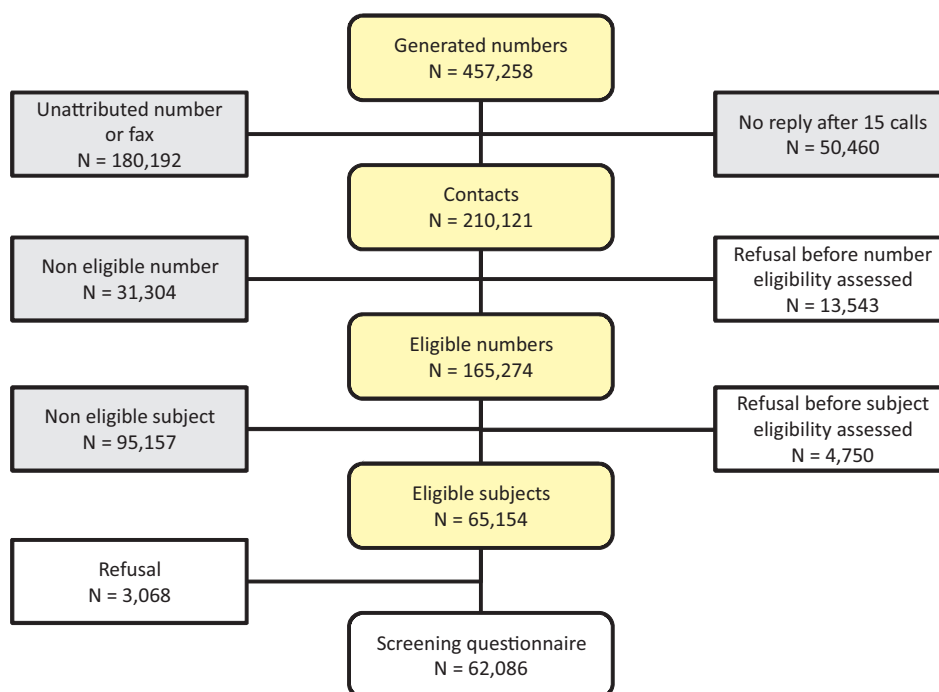 Generated numbers
N = 457,258
Unattributed number
or fax
N = 180,192
No reply after 15 calls
N = 50,460
Contacts
N = 210,121
Non eligible number
N = 31,304
Refusal before number
eligibility assessed
N = 13,543
Eligible numbers
N = 165,274
Non eligible subject
N = 95,157
Refusal before subject
eligibility assessed
N = 4,750
Eligible subjects
N = 65,154
Refusal
N = 3,068
Screening questionnaire
N = 62,086